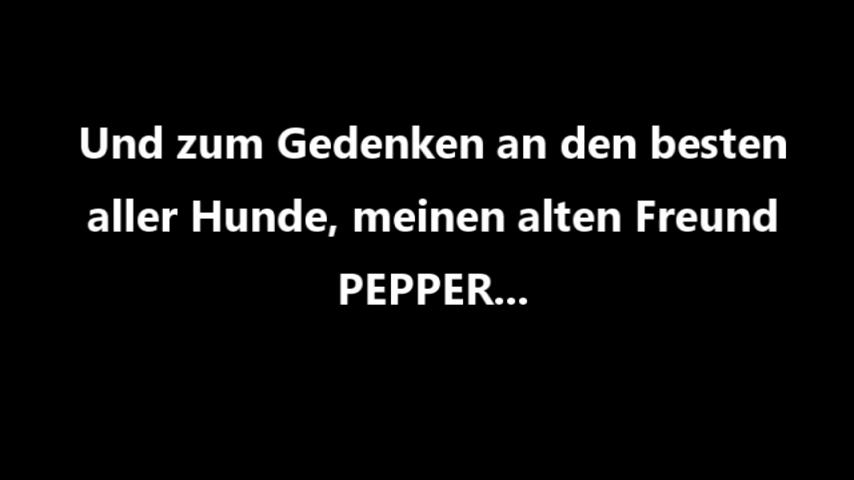 Und zum Gedenken an den besten
aller Hunde, meinen alten Freund
PEPPER...